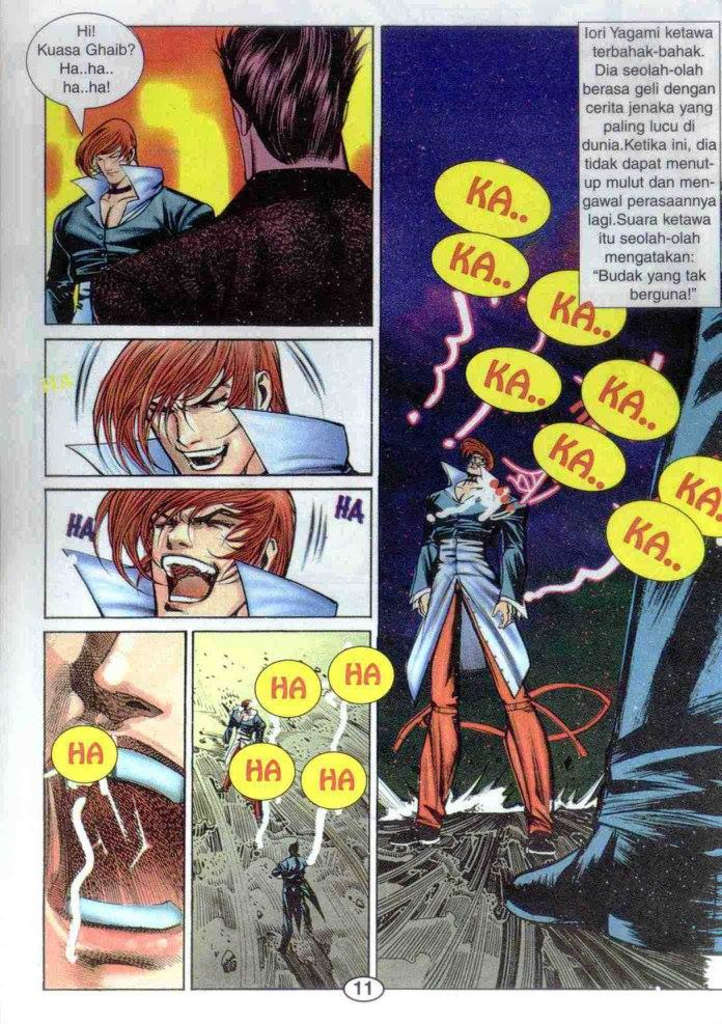 Hi!
Kuasa Ghaib?
Ha..ha..
ha..ha!
HA
HA
HA
HA
HA
HA
HA
HA
Iori Yagami ketawa
terbahak-bahak.
Dia seolah-olah
berasa geli dengan
cerita jenaka yang
paling lucu di
dunia.Ketika ini, dia
tidak dapat menut-
up mulut dan men-
gawal perasaannya
lagi.Suara ketawa
itu seolah-olah
mengatakan:
“Budak yang tak
berguna!”
KA..
KA..
KA..
KA..
KA..
KA..
KA..
KA..
11